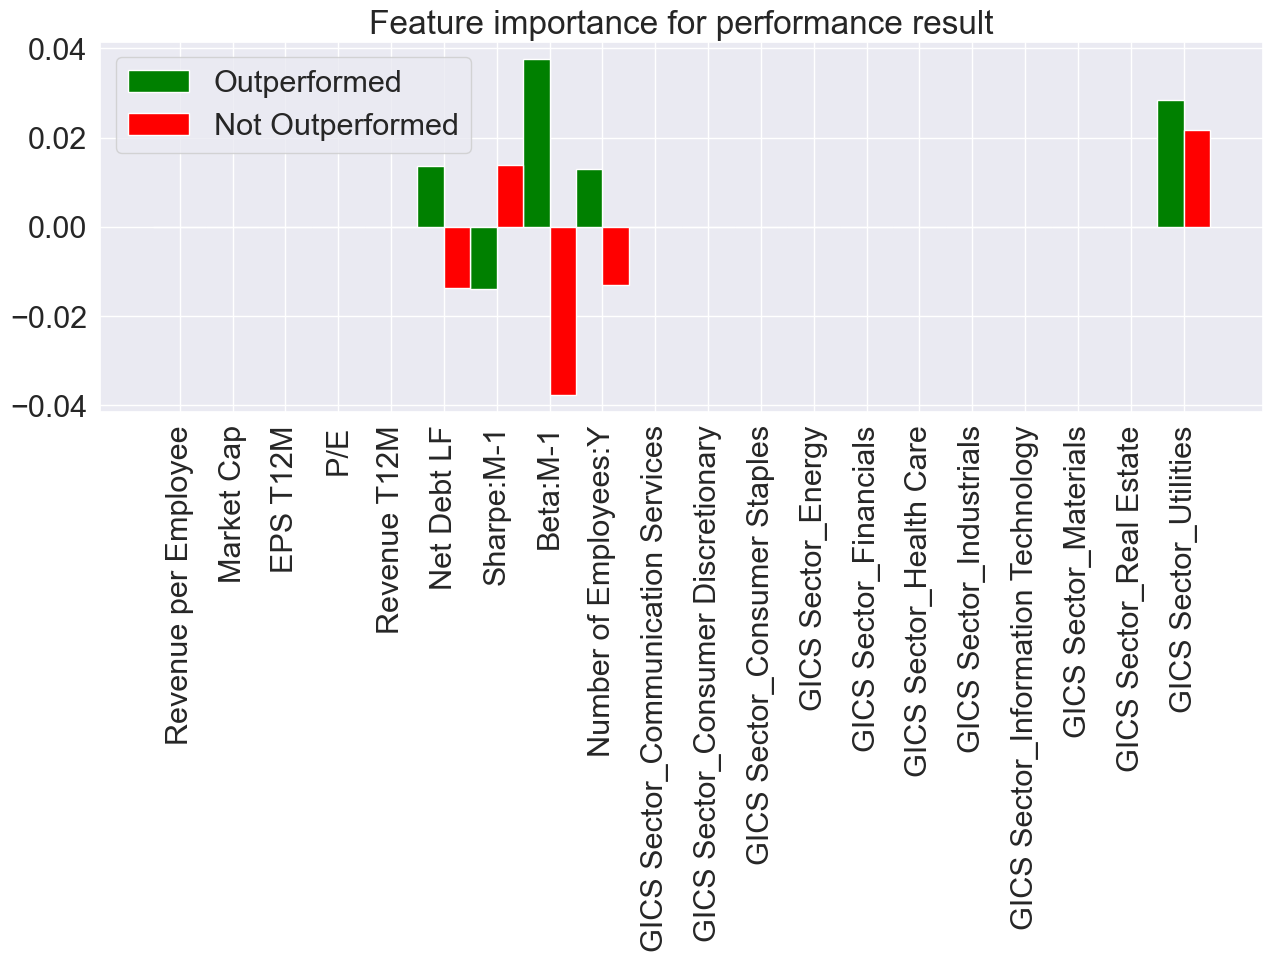 Feature importance for performance result
0.04
0.02
0.00
−0.02
−0.04
Outperformed
Not Outperformed
Revenue per Employee
Market Cap
EPS T12M
P/E
Revenue T12M
Net Debt LF
Sharpe:M-1
Beta:M-1
Number of Employees:Y
GICS Sector_Communication Services
GICS Sector_Consumer Discretionary
GICS Sector_Consumer Staples
GICS Sector_Energy
GICS Sector_Financials
GICS Sector_Health Care
GICS Sector_Industrials
GICS Sector_Information Technology
GICS Sector_Materials
GICS Sector_Real Estate
GICS Sector_Utilities